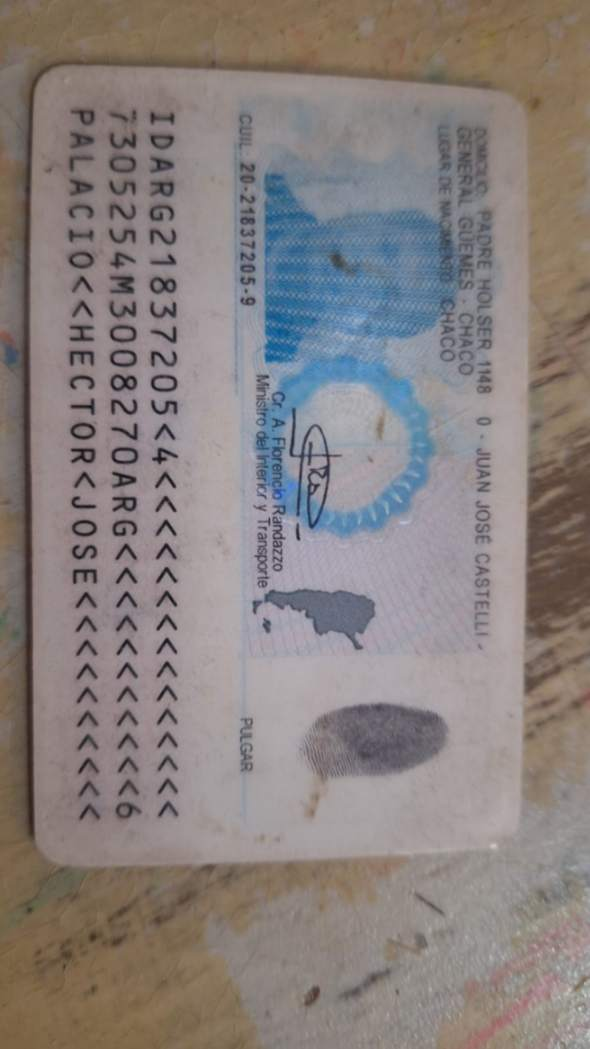 DOMICILIO: PADRE HOLSER 1148 0 - JUAN JOSÉ CASTELLI -
GENERAL GÜEMES - CHACO
LUGAR DE NACIMIENTO: CHACO
Cr. A. Florencio Randazzo
Ministro del Interior y Transporte
CUIL: 20-21837205-9
PULGAR
IDARG21837205<4<<<<<<<<<<<<<<<
7305254M3008270ARG<<<<<<<<<<<6
PALACIO<<HECTOR<JOSE<<<<<<<<<<